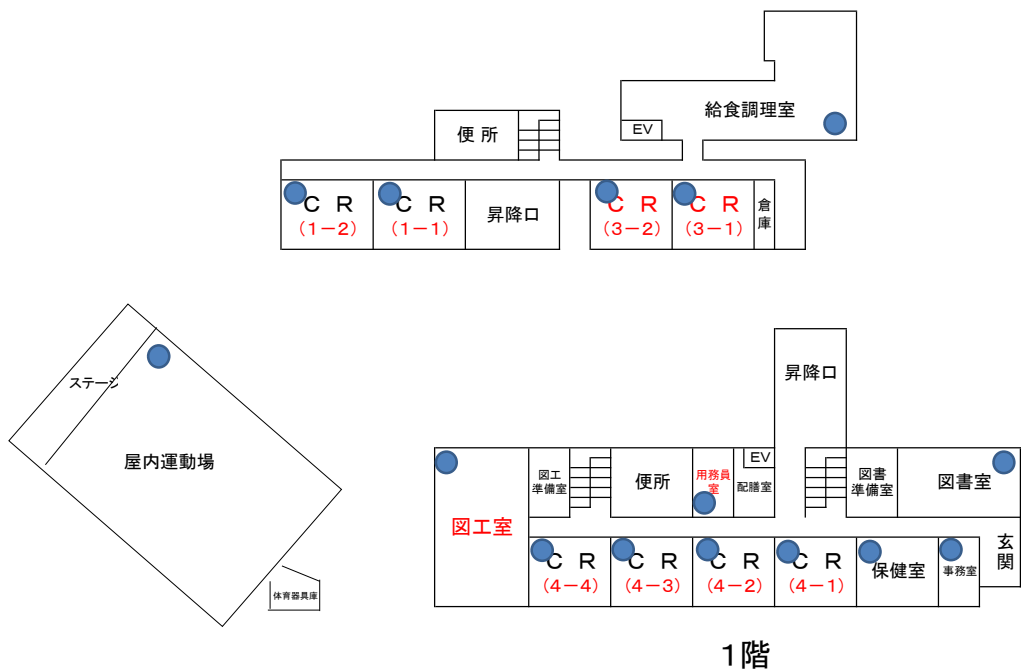 給食調理室
便所
EV
C R
(1－2)
C R
(1－1)
昇降口
C R
(3－2)
C R
(3－1)
倉庫
ステージ
屋内運動場
体育器具庫
昇降口
図工室
図工
準備室
便所
用務員
室
EV
配膳室
図書
準備室
図書室
C R
(4－4)
C R
(4－3)
C R
(4－2)
C R
(4－1)
保健室
事務室
玄関
1階